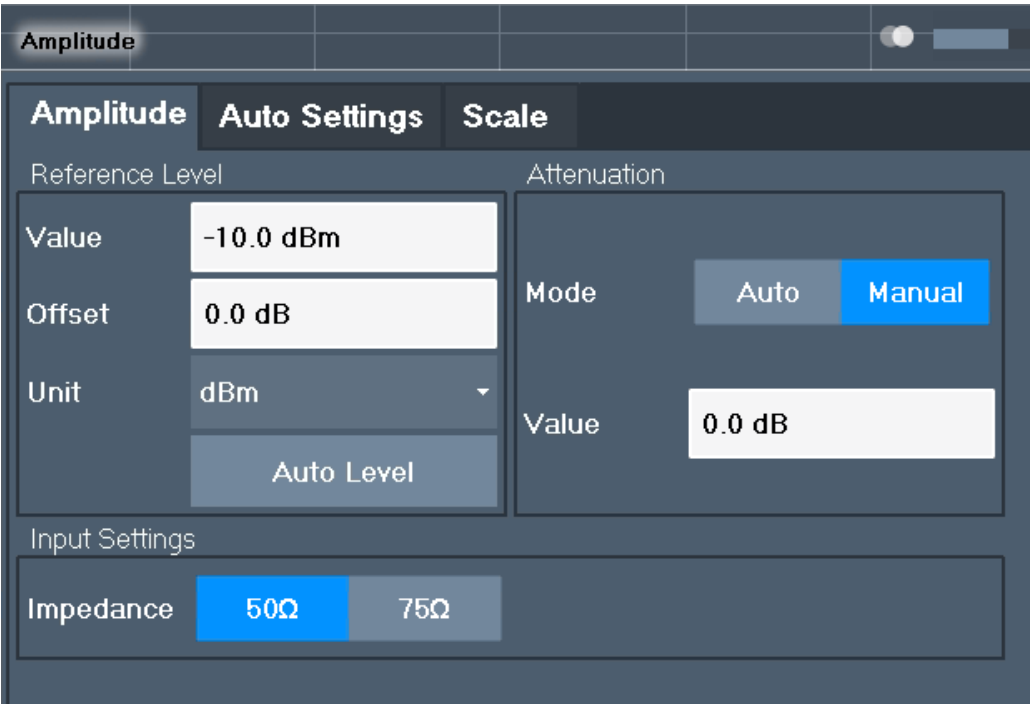 Amplitude
Amplitude Auto Settings Scale
Reference Level
Value -10.0 dBm
Offset 0.0 dB
Unit dBm
Auto Level
Attenuation
Mode Auto Manual
Value 0.0 dB
Input Settings
Impedance 50Ω 75Ω